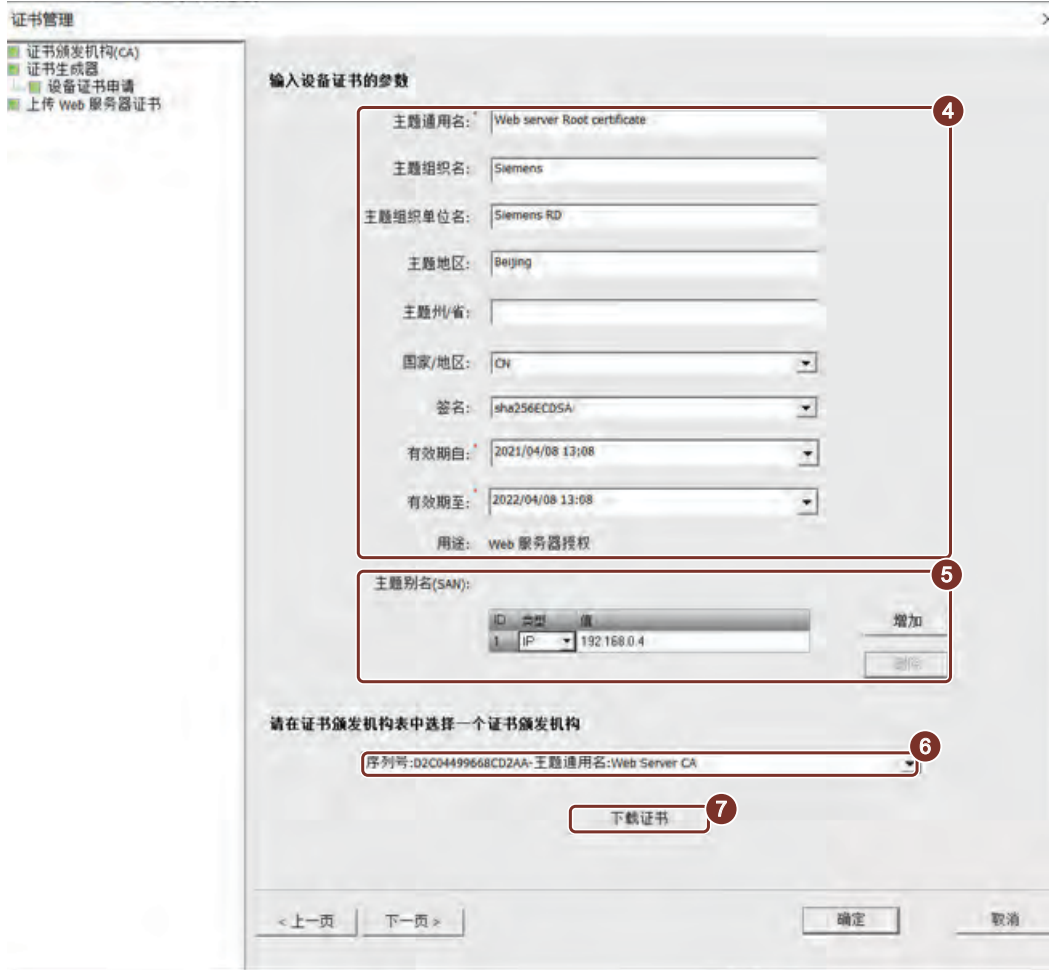 证书管理
证书颁发机构(CA)
证书生成器
设备证书申请
上传 Web 服务器证书
输入设备证书的参数
4
主题通用名:* Web server Root certificate
主题组织名: Siemens
主题组织单位名: Siemens RD
主题地区: Beijing
主题州/省:
国家/地区: CN
签名: sha256ECDSA
有效期自:* 2021/04/08 13:08
有效期至:* 2022/04/08 13:08
用途: Web 服务器授权
5
主题别名(SAN):
ID 类型 值
1 IP 192.168.0.4
增加
删除
请在证书颁发机构表中选择一个证书颁发机构
6
序列号:D2C04499668CD2AA-主题通用名:Web Server CA
下载证书 7
<上一页 下一页> 确定 取消